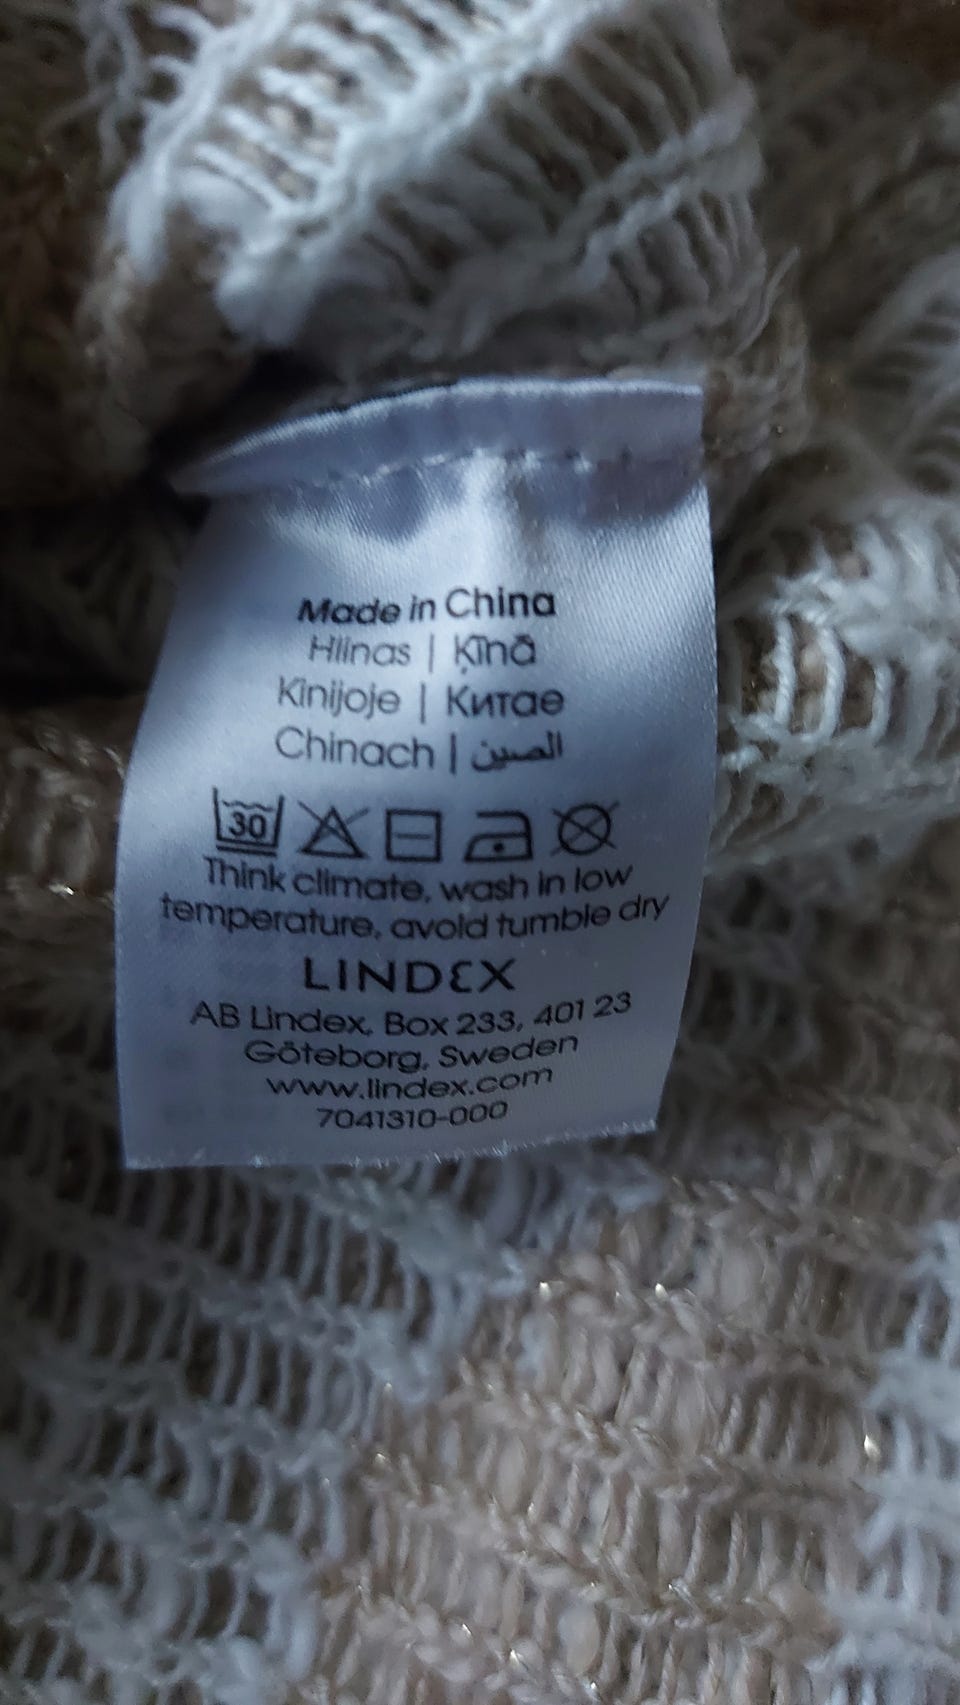 Made in China
Hiinas | Ķīnā
Kinijoje | Китае
Chinach | الصين
30
Think climate, wash in low
temperature, avoid tumble dry
LINDEX
AB Lindex, Box 233, 401 23
Göteborg, Sweden
www.lindex.com
7041310-000